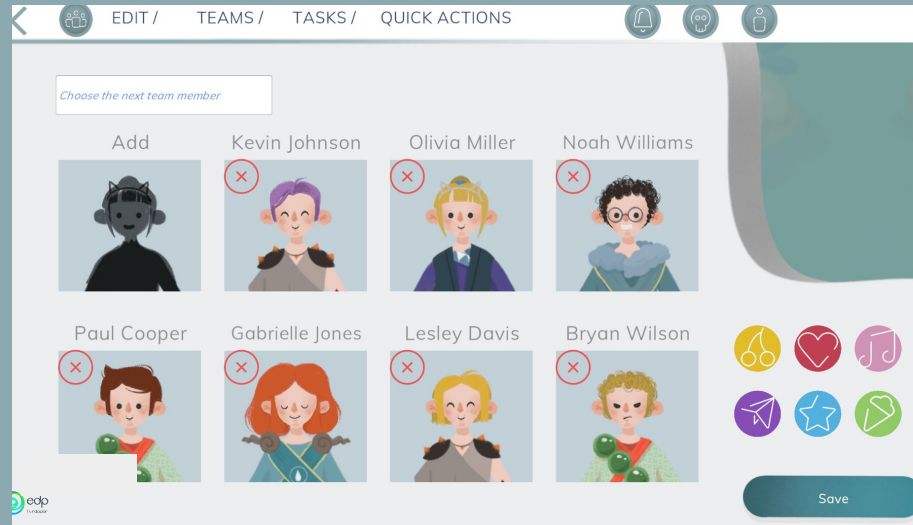 EDIT / TEAMS / TASKS / QUICK ACTIONS
Choose the next team member
Add Kevin Johnson Olivia Miller Noah Williams
Paul Cooper Gabrielle Jones Lesley Davis Bryan Wilson
Save
edp